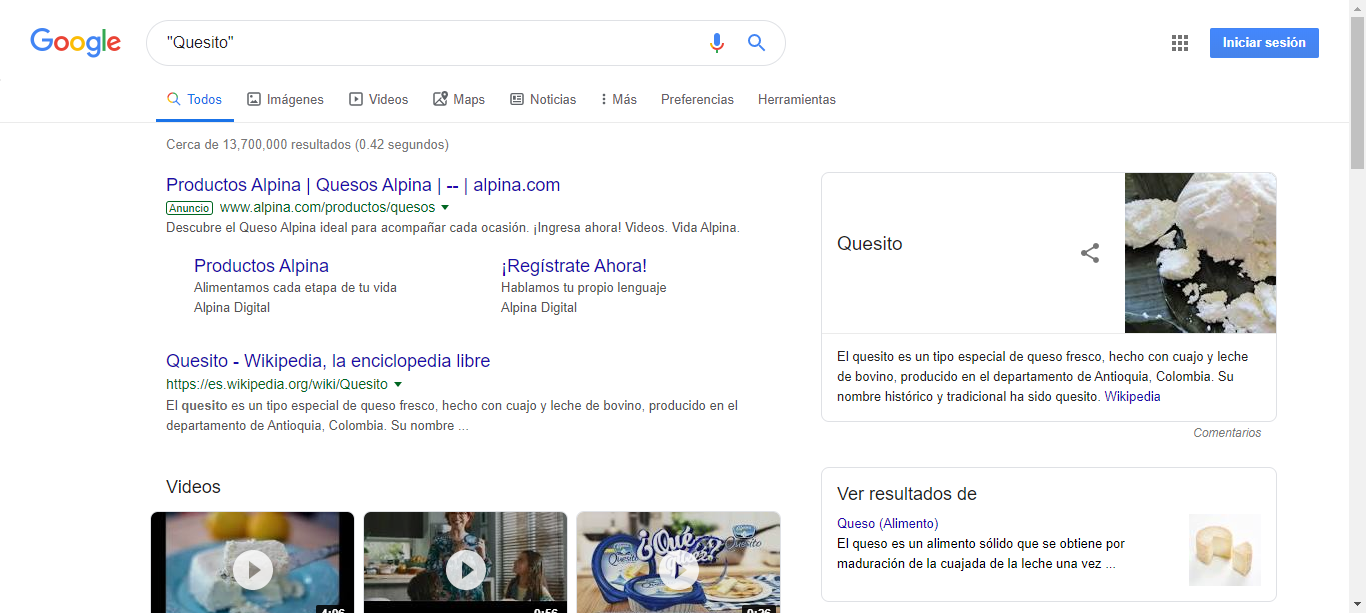 Google
"Quesito"
Iniciar sesión
Todos
Imágenes
Videos
Maps
Noticias
Más
Preferencias
Herramientas
Cerca de 13,700,000 resultados (0.42 segundos)
Productos Alpina | Quesos Alpina | -- | alpina.com
Anuncio www.alpina.com/productos/quesos
Descubre el Queso Alpina ideal para acompañar cada ocasión. ¡Ingresa ahora! Videos. Vida Alpina.
Productos Alpina
Alimentamos cada etapa de tu vida
Alpina Digital
¡Regístrate Ahora!
Hablamos tu propio lenguaje
Alpina Digital
Quesito - Wikipedia, la enciclopedia libre
https://es.wikipedia.org/wiki/Quesito
El quesito es un tipo especial de queso fresco, hecho con cuajo y leche de bovino, producido en el
departamento de Antioquia, Colombia. Su nombre ...
Videos
4:06
0:56
¿Qué
Quesito
Quesito
0:26
Quesito
El quesito es un tipo especial de queso fresco, hecho con cuajo y leche
de bovino, producido en el departamento de Antioquia, Colombia. Su
nombre histórico y tradicional ha sido quesito. Wikipedia
Comentarios
Ver resultados de
Queso (Alimento)
El queso es un alimento sólido que se obtiene por
maduración de la cuajada de la leche una vez ...